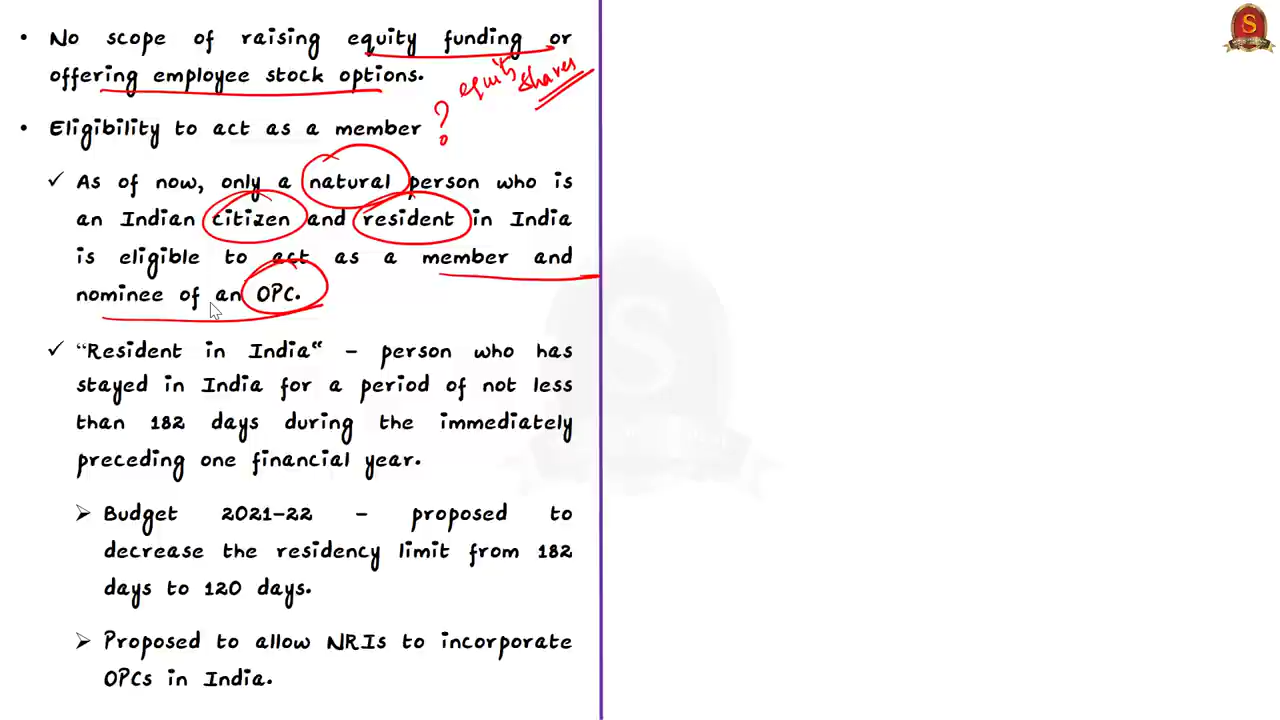 • No scope of raising equity funding or
offering employee stock options.
equity shares
• Eligibility to act as a member ?
✓ As of now, only a natural person who is
an Indian citizen and resident in India
is eligible to act as a member and
nominee of an OPC.
✓ "Resident in India" – person who has
stayed in India for a period of not less
than 182 days during the immediately
preceding one financial year.
➢ Budget 2021-22 – proposed to
decrease the residency limit from 182
days to 120 days.
➢ Proposed to allow NRIs to incorporate
OPCs in India.
S
S